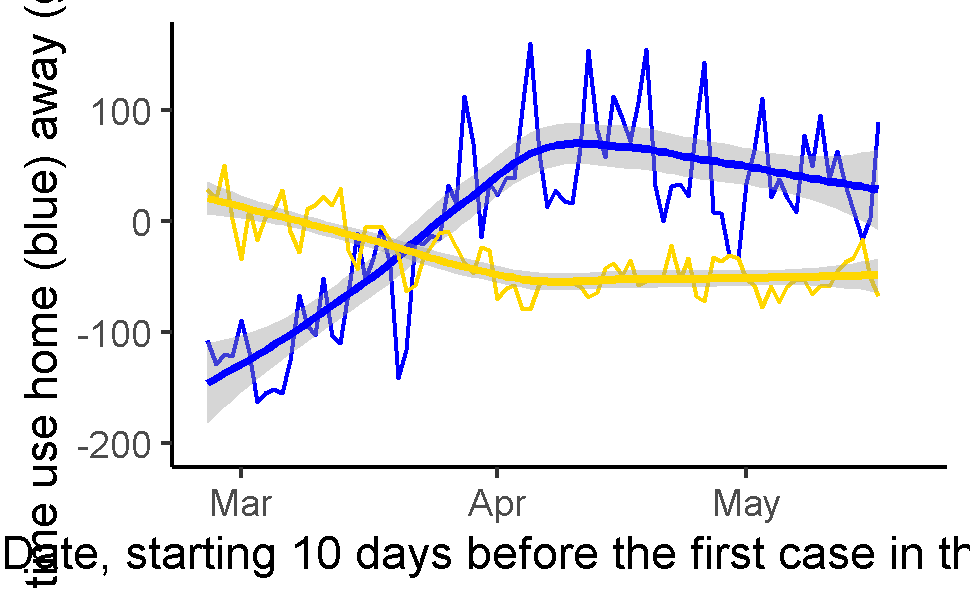 time use home (blue) away (
100
0
-100
-200
Mar Apr May
Date, starting 10 days before the first case in th